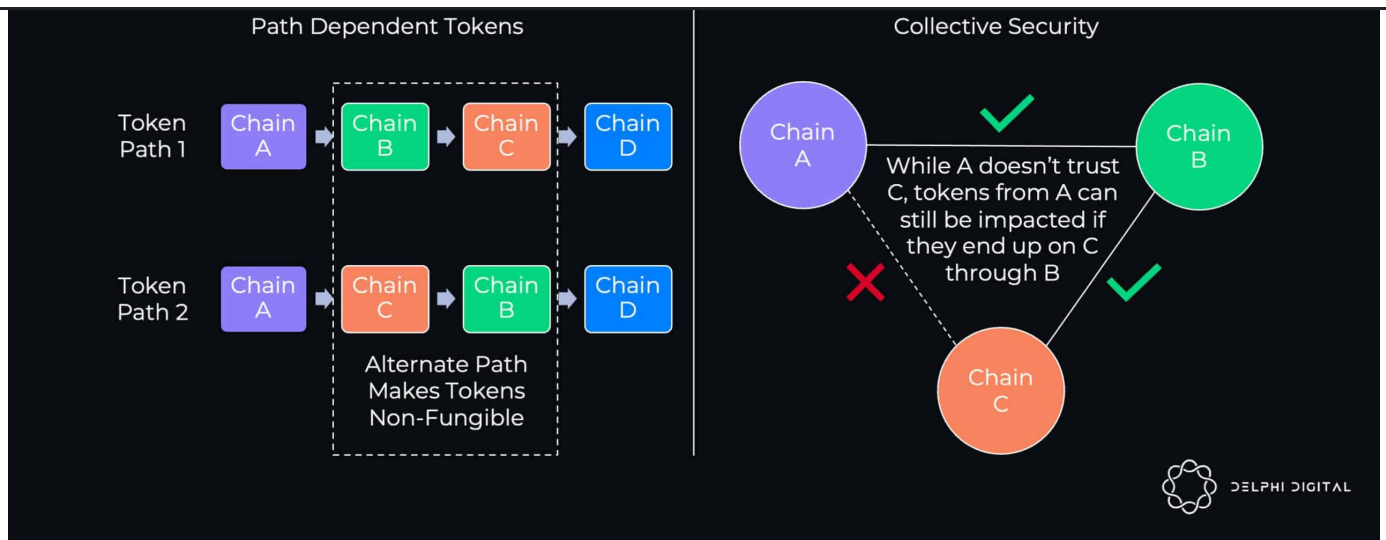 Path Dependent Tokens
Token
Path 1
Chain
A
Chain
B
Chain
C
Chain
D
Token
Path 2
Chain
A
Chain
C
Chain
B
Chain
D
Alternate Path
Makes Tokens
Non-Fungible
Collective Security
Chain
A
Chain
B
While A doesn’t trust
C, tokens from A can
still be impacted if
they end up on C
through B
Chain
C
DELPHI DIGITAL